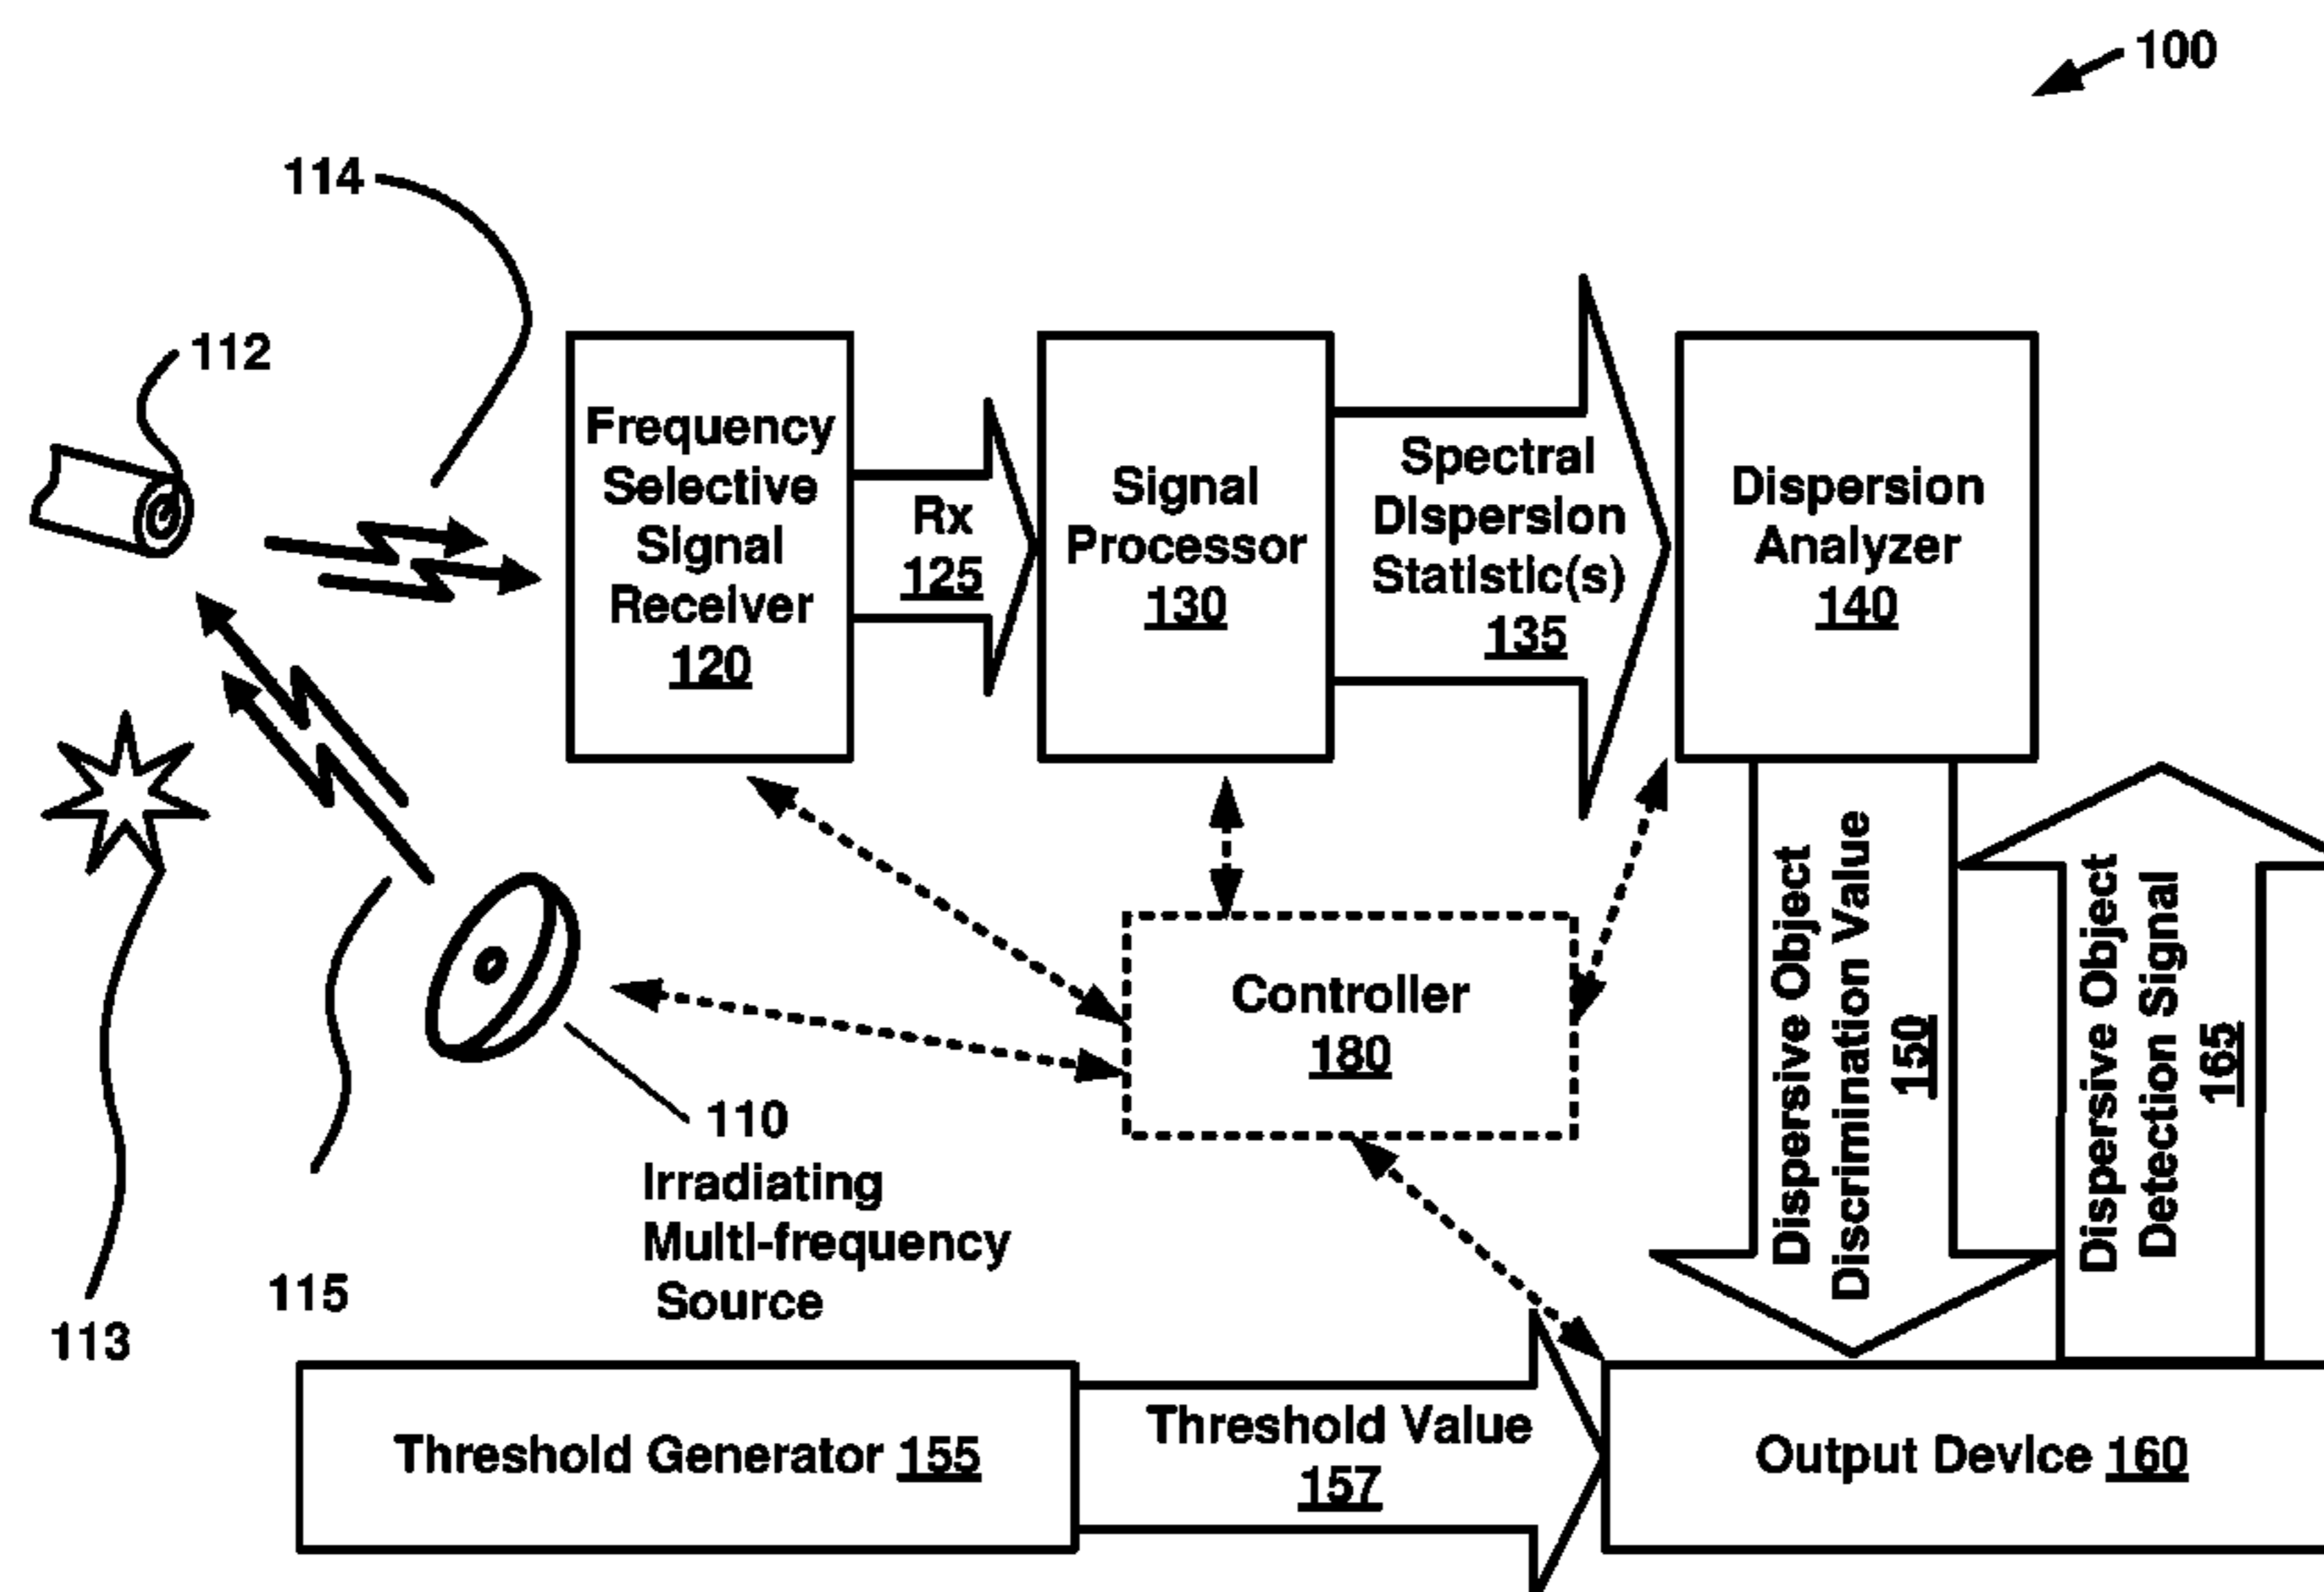 100
114
112
Frequency
Selective
Signal
Receiver
120
Rx
125
Signal
Processor
130
Spectral
Dispersion
Statistic(s)
135
Dispersion
Analyzer
140
Controller
180
Dispersive Object
Discrimination Value
150
Dispersive Object
Detection Signal
165
110
Irradiating
Multi-frequency
Source
115
113
Threshold Generator 155
Threshold Value
157
Output Device 160